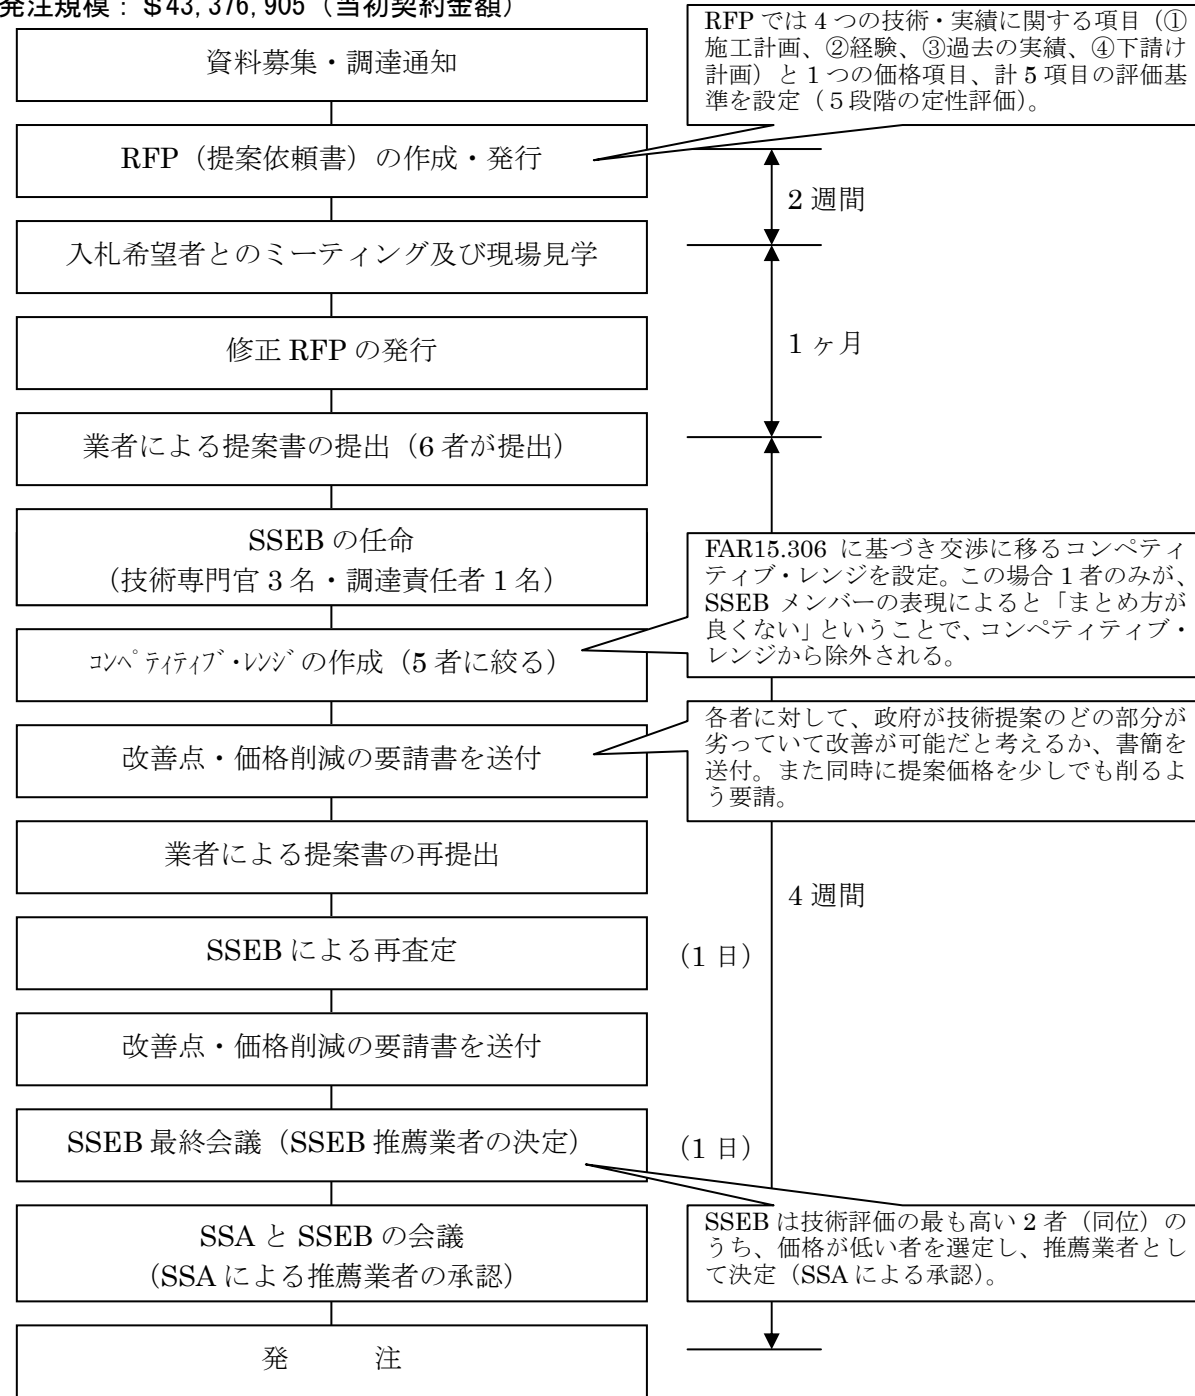 発注規模：＄43,376,905（当初契約金額）
資料募集・調達通知
RFP では 4 つの技術・実績に関する項目（①
施工計画、②経験、③過去の実績、④下請け
計画）と 1 つの価格項目、計 5 項目の評価基
準を設定（５段階の定性評価）。
RFP（提案依頼書）の作成・発行
2 週間
入札希望者とのミーティング及び現場見学
修正 RFP の発行
1 ヶ月
業者による提案書の提出（6 者が提出）
SSEB の任命
（技術専門官 3 名・調達責任者 1 名）
FAR15.306 に基づき交渉に移るコンペティ
ティブ・レンジを設定。この場合 1 者のみが、
SSEB メンバーの表現によると「まとめ方が
良くない」ということで、コンペティティブ・
レンジから除外される。
ｺﾝﾍﾟﾃｨﾃｨﾌﾞ・ﾚﾝｼﾞの作成（5 者に絞る）
改善点・価格削減の要請書を送付
各者に対して、政府が技術提案のどの部分が
劣っていて改善が可能だと考えるか、書簡を
送付。また同時に提案価格を少しでも削るよ
う要請。
業者による提案書の再提出
4 週間
SSEB による再査定
（1 日）
改善点・価格削減の要請書を送付
SSEB 最終会議（SSEB 推薦業者の決定）
（1 日）
SSA と SSEB の会議
（SSA による推薦業者の承認）
SSEB は技術評価の最も高い 2 者（同位）の
うち、価格が低い者を選定し、推薦業者とし
て決定（SSA による承認）。
発　　　注